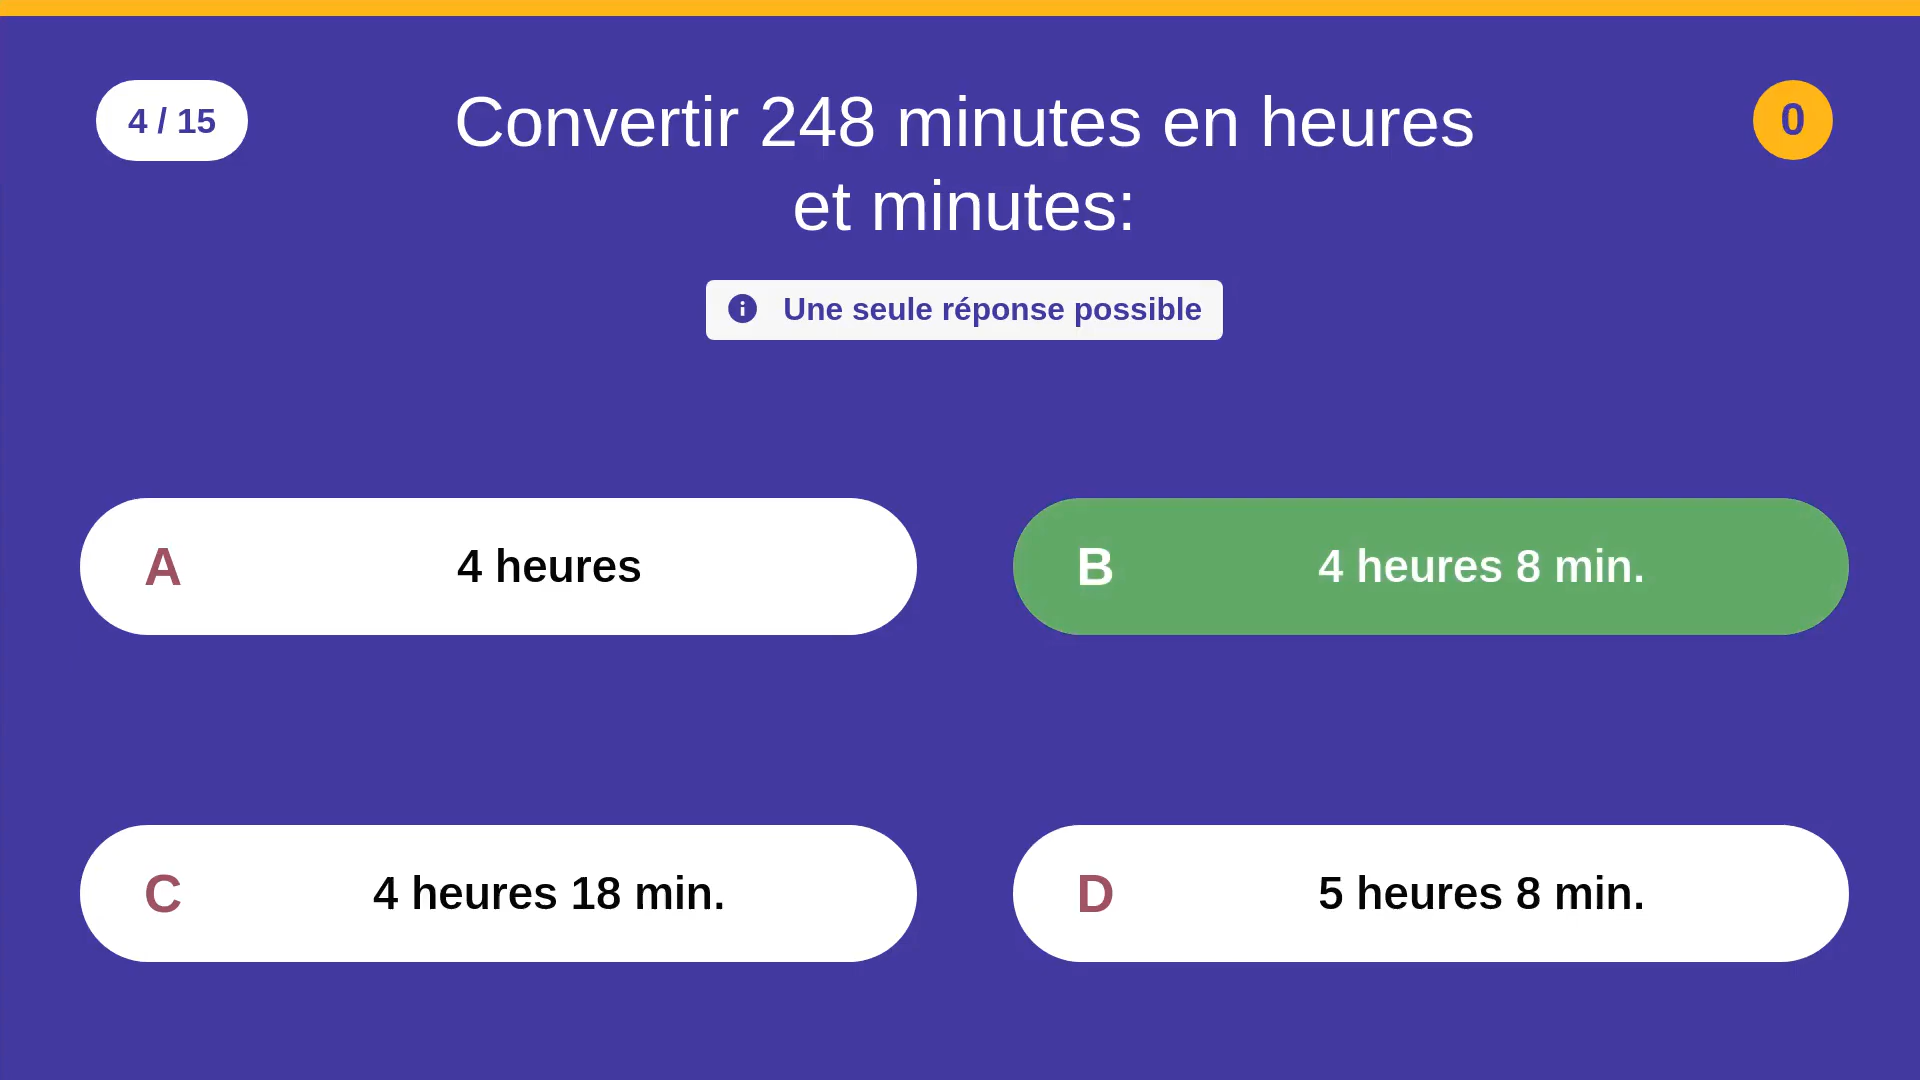 4 / 15
Convertir 248 minutes en heures
et minutes:
0
Une seule réponse possible
A 4 heures
B 4 heures 8 min.
C 4 heures 18 min.
D 5 heures 8 min.